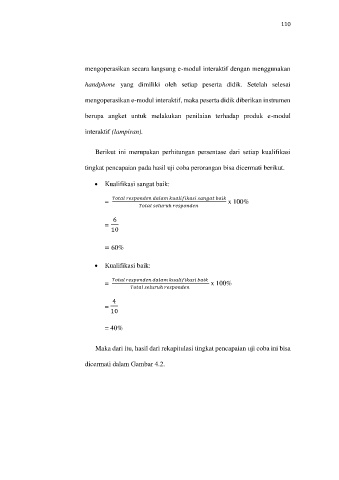 110
mengoperasikan secara langsung e-modul interaktif dengan menggunakan
handphone yang dimiliki oleh setiap peserta didik. Setelah selesai
mengoperasikan e-modul interaktif, maka peserta didik diberikan instrumen
berupa angket untuk melakukan penilaian terhadap produk e-modul
interaktif (lampiran).
Berikut ini merupakan perhitungan persentase dari setiap kualifikasi
tingkat pencapaian pada hasil uji coba perorangan bisa dicermati berikut.
• Kualifikasi sangat baik:
= Total responden dalam kualifikasi sangat baik / Total seluruh responden x 100%
= 6/10
= 60%
• Kualifikasi baik:
= Total responden dalam kualifikasi baik / Total seluruh responden x 100%
= 4/10
= 40%
Maka dari itu, hasil dari rekapitulasi tingkat pencapaian uji coba ini bisa
dicermati dalam Gambar 4.2.